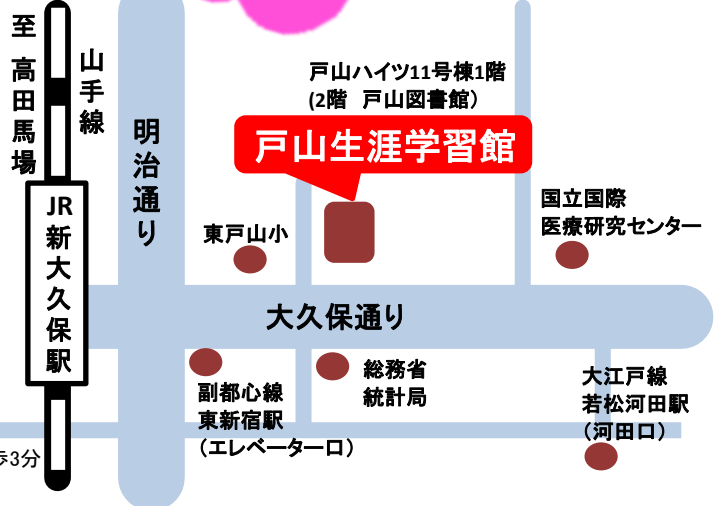 至 高田馬場
山手線
明治通り
戸山ハイツ11号棟1階
(2階　戸山図書館）
戸山生涯学習館
JR新大久保駅
東戸山小
国立国際
医療研究センター
大久保通り
総務省
統計局
副都心線
東新宿駅
（エレベーター口）
大江戸線
若松河田駅
（河田口）
歩3分